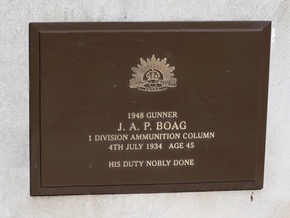 1948 GUNNER
J. A. P. BOAG
1 DIVISION AMMUNITION COLUMN
4TH JULY 1934 AGE 45
HIS DUTY NOBLY DONE